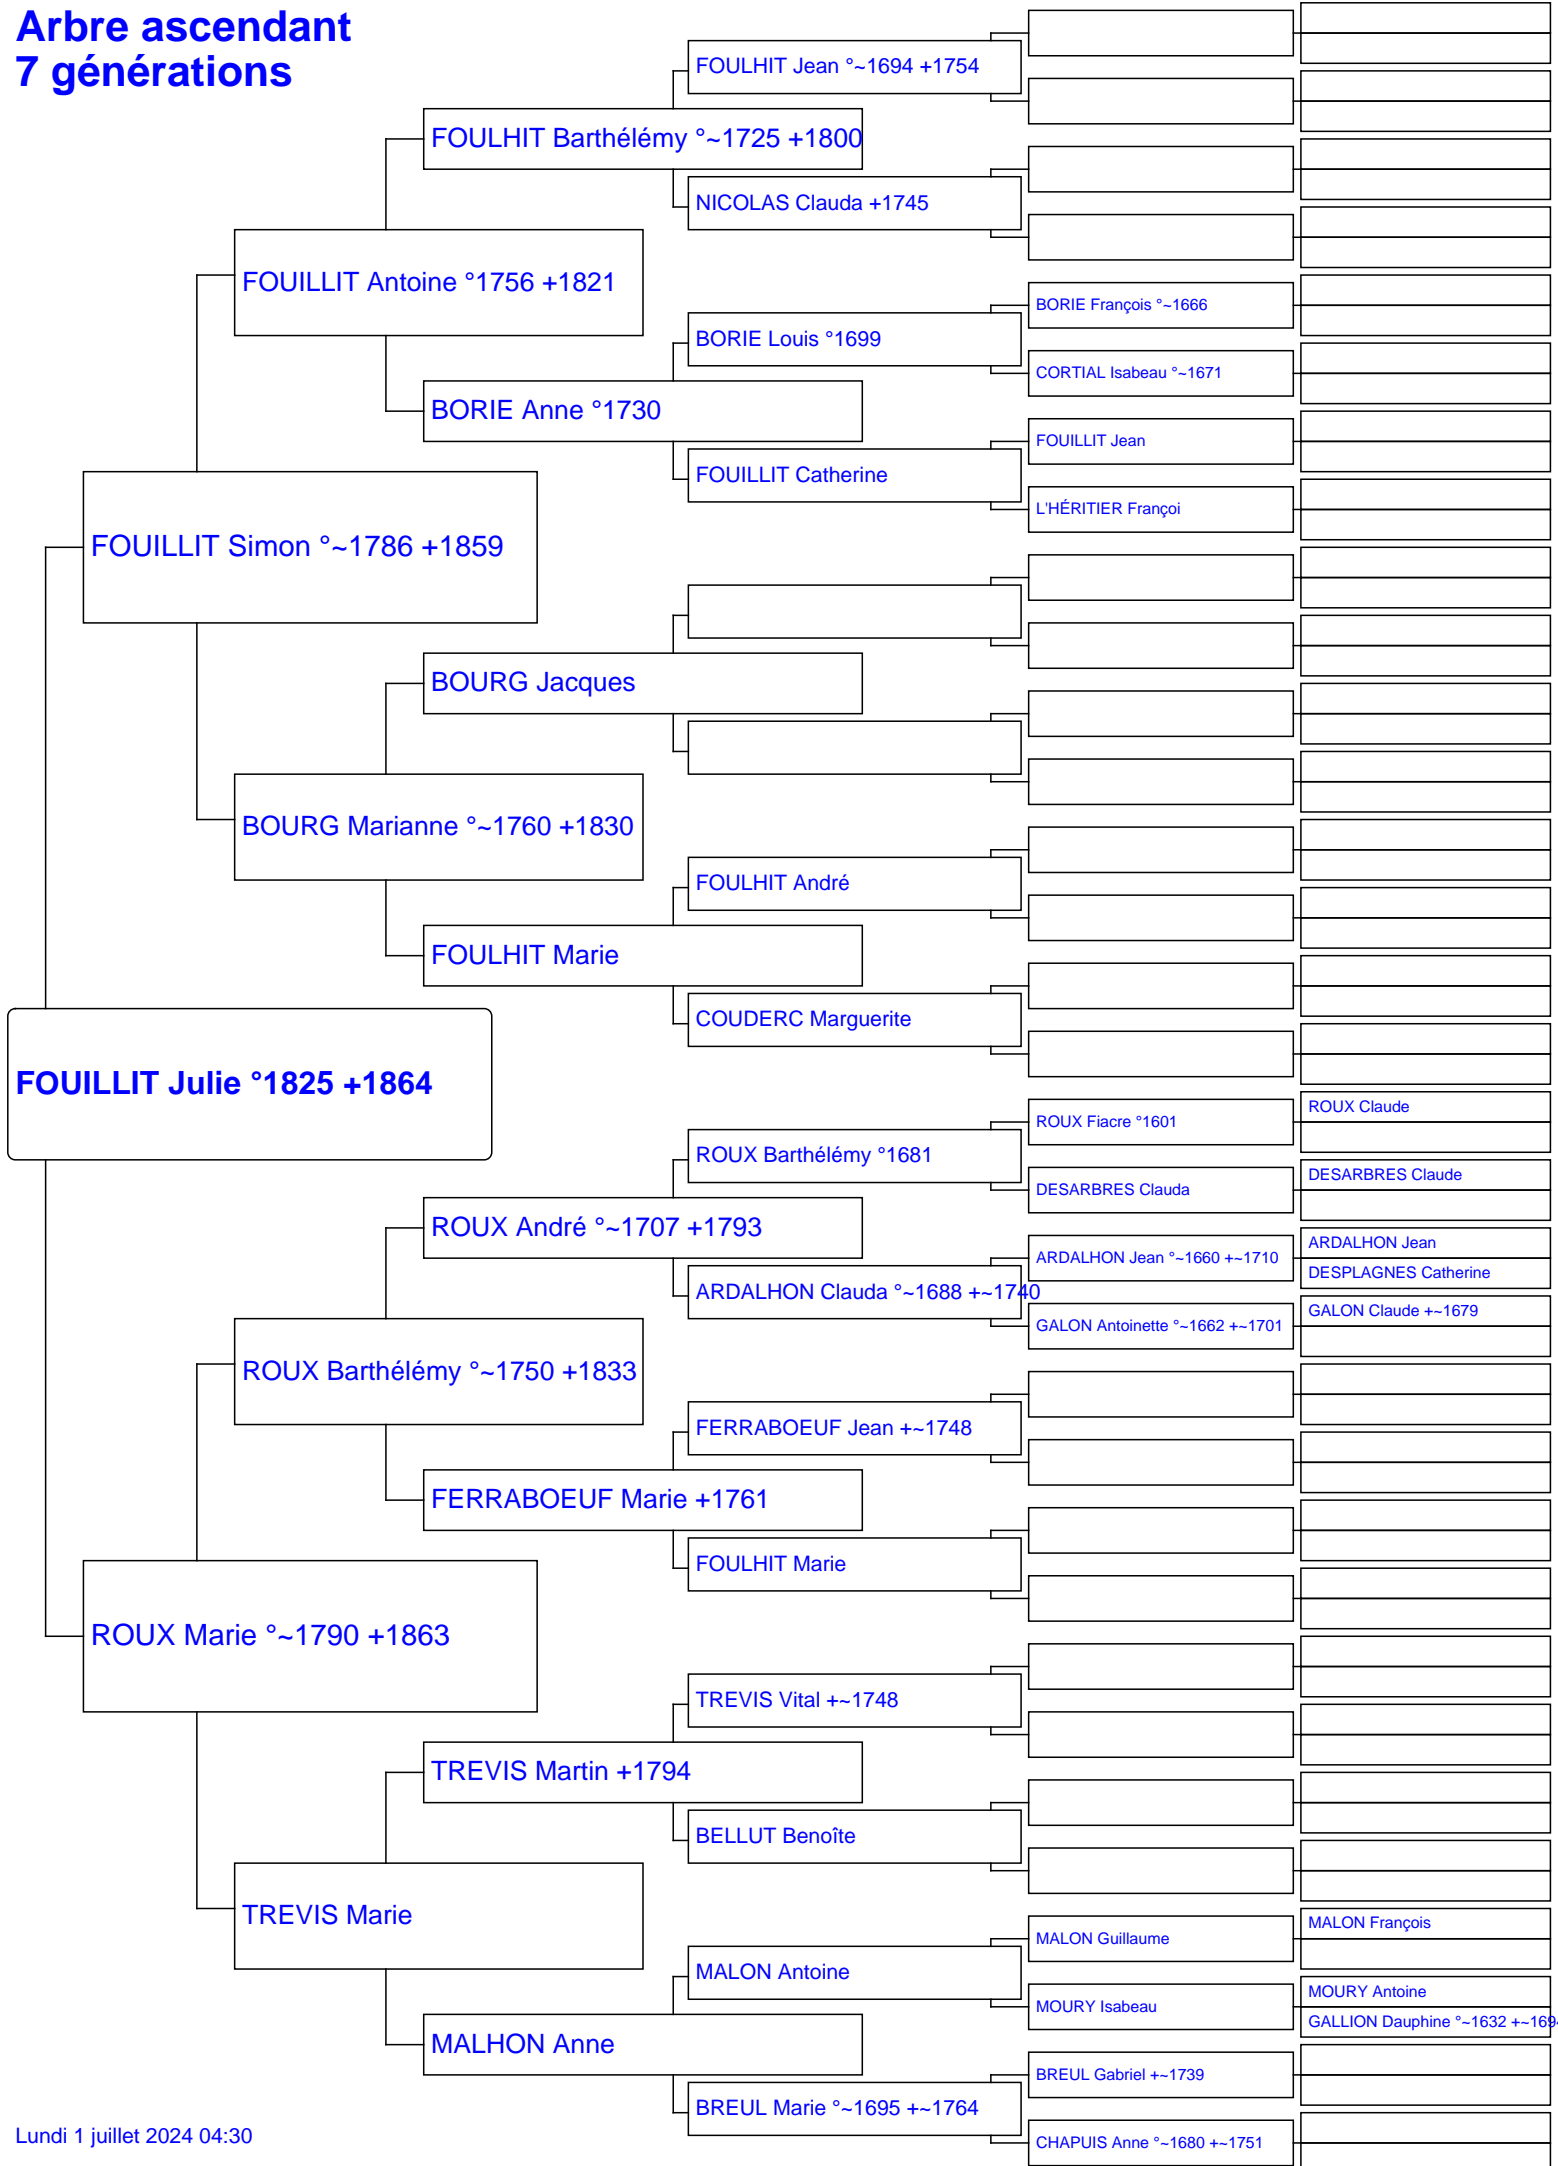 Arbre ascendant
7 générations
FOULHIT Jean °~1694 +1754
FOULHIT Barthélémy °~1725 +1800
NICOLAS Clauda +1745
FOUILLIT Antoine °1756 +1821
BORIE François °~1666
BORIE Louis °1699
CORTIAL Isabeau °~1671
BORIE Anne °1730
FOUILLIT Jean
FOUILLIT Catherine
L'HÉRITIER Françoi
FOUILLIT Simon °~1786 +1859
BOURG Jacques
BOURG Marianne °~1760 +1830
FOULHIT André
FOULHIT Marie
COUDERC Marguerite
FOUILLIT Julie °1825 +1864
ROUX Claude
ROUX Fiacre °1601
ROUX Barthélémy °1681
DESARBRES Claude
DESARBRES Clauda
ROUX André °~1707 +1793
ARDALHON Jean
ARDALHON Jean °~1660 +~1710
DESPLAGNES Catherine
ARDALHON Clauda °~1688 +~1740
GALON Claude +~1679
GALON Antoinette °~1662 +~1701
ROUX Barthélémy °~1750 +1833
FERRABOEUF Jean +~1748
FERRABOEUF Marie +1761
FOULHIT Marie
ROUX Marie °~1790 +1863
TREVIS Vital +~1748
TREVIS Martin +1794
BELLUT Benoîte
TREVIS Marie
MALON François
MALON Guillaume
MALON Antoine
MOURY Antoine
MOURY Isabeau
GALLION Dauphine °~1632 +~1694
MALHON Anne
BREUL Gabriel +~1739
BREUL Marie °~1695 +~1764
CHAPUIS Anne °~1680 +~1751
Lundi 1 juillet 2024 04:30